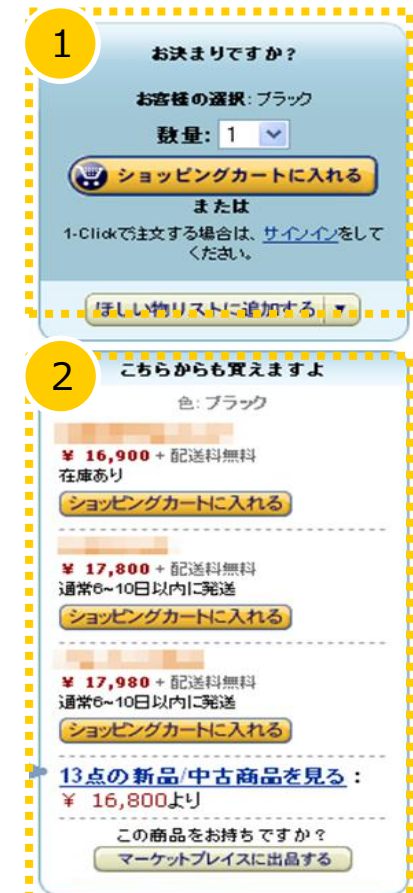 1
お決まりですか?
お客様の選択: ブラック
数量: 1
ショッピングカートに入れる
または
1-Clickで注文する場合は、サインインをして
ください。
ほしい物リストに追加する
2
こちらからも買えますよ
色: ブラック
¥ 16,900 + 配送料無料
在庫あり
ショッピングカートに入れる
¥ 17,800 + 配送料無料
通常6~10日以内に発送
ショッピングカートに入れる
¥ 17,980 + 配送料無料
通常6~10日以内に発送
ショッピングカートに入れる
13点の新品/中古商品を見る:
¥ 16,800より
この商品をお持ちですか?
マーケットプレイスに出品する